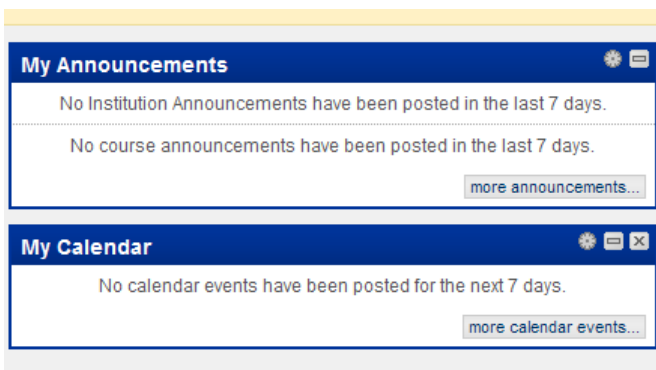 My Announcements
No Institution Announcements have been posted in the last 7 days.
No course announcements have been posted in the last 7 days.
more announcements...
My Calendar
No calendar events have been posted for the next 7 days.
more calendar events...